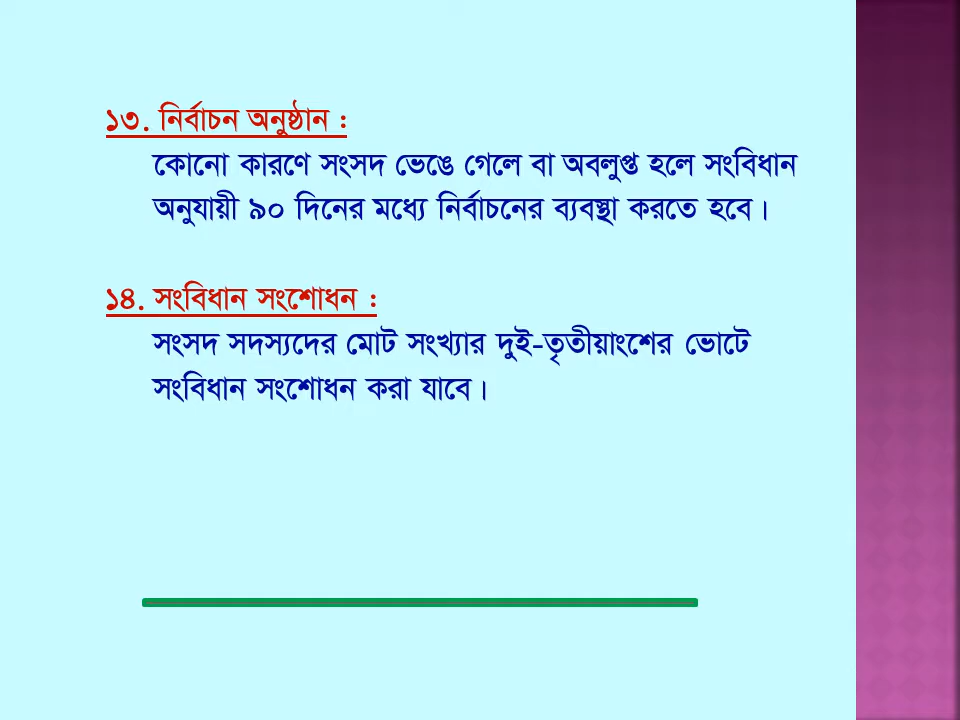 ১৩. নির্বাচন অনুষ্ঠান :
কোনো কারণে সংসদ ভেঙে গেলে বা অবলুপ্ত হলে সংবিধান
অনুযায়ী ৯০ দিনের মধ্যে নির্বাচনের ব্যবস্থা করতে হবে।
১৪. সংবিধান সংশোধন :
সংসদ সদস্যদের মোট সংখ্যার দুই-তৃতীয়াংশের ভোটে
সংবিধান সংশোধন করা যাবে।